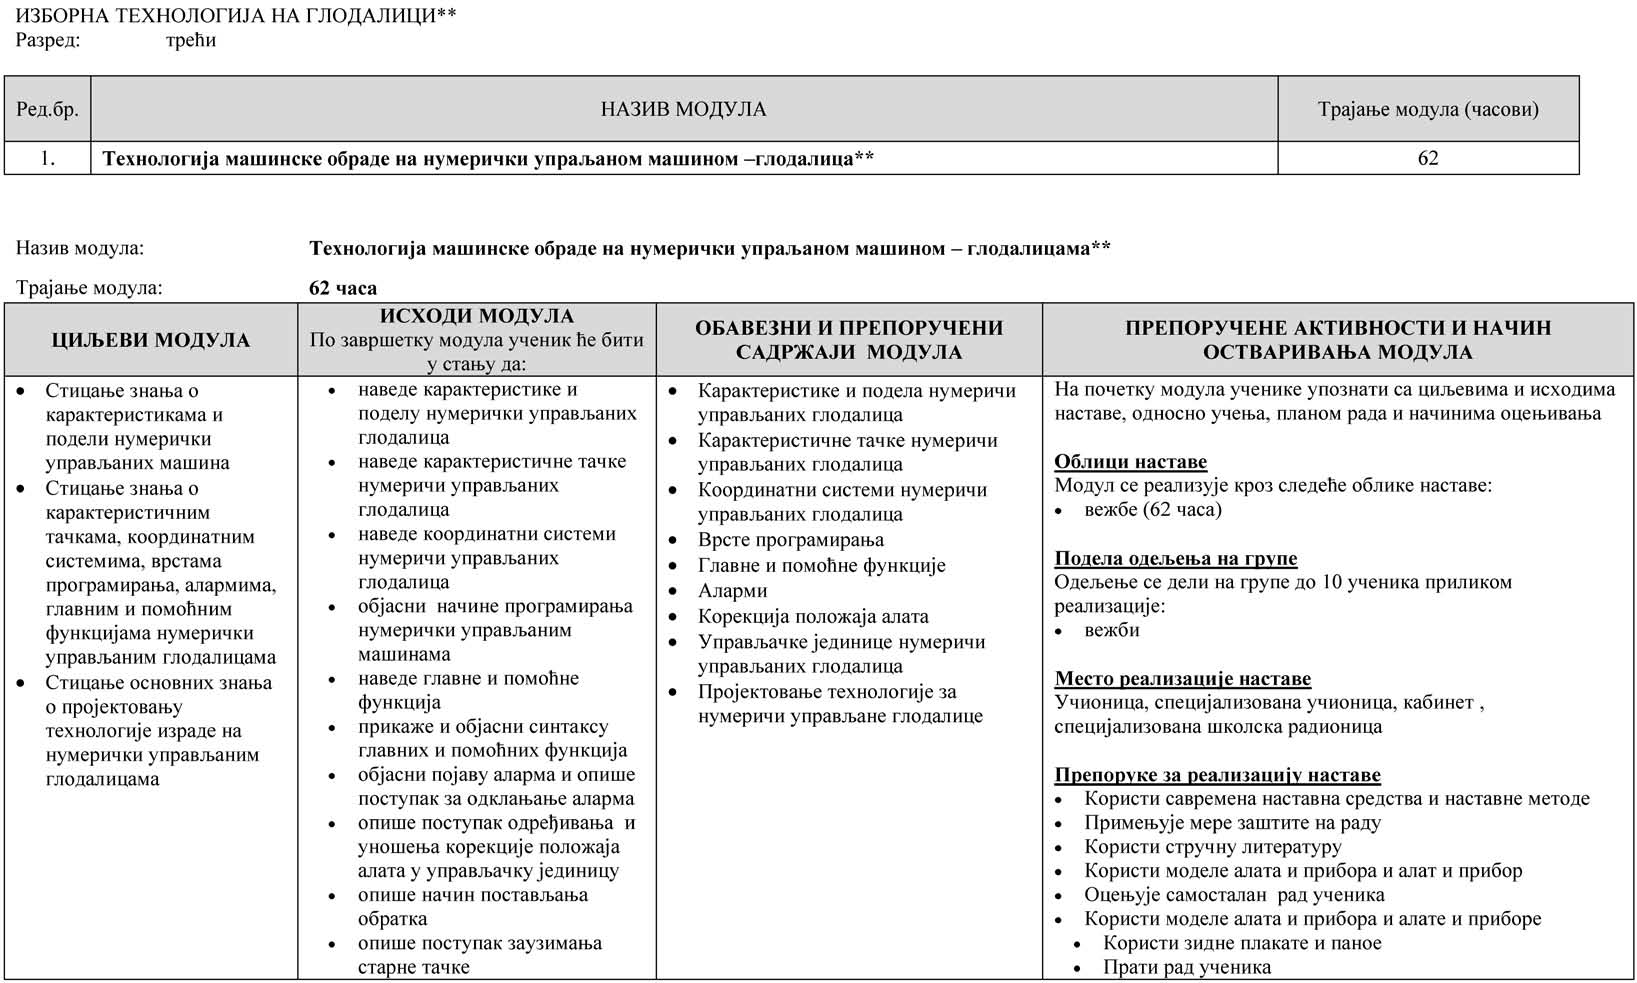 ИЗБОРНА ТЕХНОЛОГИЈА НА ГЛОДАЛИЦИ**
Разред: трећи
Ред.бр. НАЗИВ МОДУЛА Трајање модула (часови)
1. Технологија машинске обраде на нумерички упраљаном машином –глодалица** 62
Назив модула: Технологија машинске обраде на нумерички упраљаном машином – глодалицама**
Трајање модула: 62 часа
ЦИЉЕВИ МОДУЛА
ИСХОДИ МОДУЛА
По завршетку модула ученик ће бити
у стању да:
ОБАВЕЗНИ И ПРЕПОРУЧЕНИ
САДРЖАЈИ МОДУЛА
ПРЕПОРУЧЕНЕ АКТИВНОСТИ И НАЧИН
ОСТВАРИВАЊА МОДУЛА
• Стицање знања о
карактеристикама и
подели нумерички
управљаних машина
• Стицање знања о
карактеристичним
тачкама, координатним
системима, врстама
програмирања, алармима,
главним и помоћним
функцијама нумерички
управљаним глодалицама
• Стицање основних знања
о пројектовању
технологије израде на
нумерички управљаним
глодалицама
• наведе карактеристике и
поделу нумерички управљаних
глодалица
• наведе карактеристичне тачке
нумеричи управљаних
глодалица
• наведе координатни системи
нумеричи управљаних
глодалица
• објасни начине програмирања
нумерички управљаним
машинама
• наведе главне и помоћне
функција
• прикаже и објасни синтаксу
главних и помоћних функција
• објасни појаву аларма и опише
поступак за одклањање аларма
• опише поступак одређивања и
уношења корекције положаја
алата у управљачку јединицу
• опише начин постављања
обратка
• опише поступак заузимања
старне тачке
• Карактеристике и подела нумеричи
управљаних глодалица
• Карактеристичне тачке нумеричи
управљаних глодалица
• Координатни системи нумеричи
управљаних глодалица
• Врсте програмирања
• Главне и помоћне функције
• Аларми
• Корекција положаја алата
• Управљачке јединице нумеричи
управљаних глодалица
• Пројектовање технологије за
нумеричи управљане глодалице
На почетку модула ученике упознати са циљевима и исходима
наставе, односно учења, планом рада и начинима оцењивања
Облици наставе
Модул се реализује кроз следеће облике наставе:
• вежбе (62 часа)
Подела одељења на групе
Одељење се дели на групе до 10 ученика приликом
реализације:
• вежби
Место реализације наставе
Учионица, специјализована учионица, кабинет ,
специјализована школска радионица
Препоруке за реализацију наставе
• Користи савремена наставна средства и наставне методе
• Примењује мере заштите на раду
• Користи стручну литературу
• Користи моделе алата и прибора и алат и прибор
• Оцењује самосталан рад ученика
• Користи моделе алата и прибора и алате и приборе
• Користи зидне плакате и паное
• Прати рад ученика